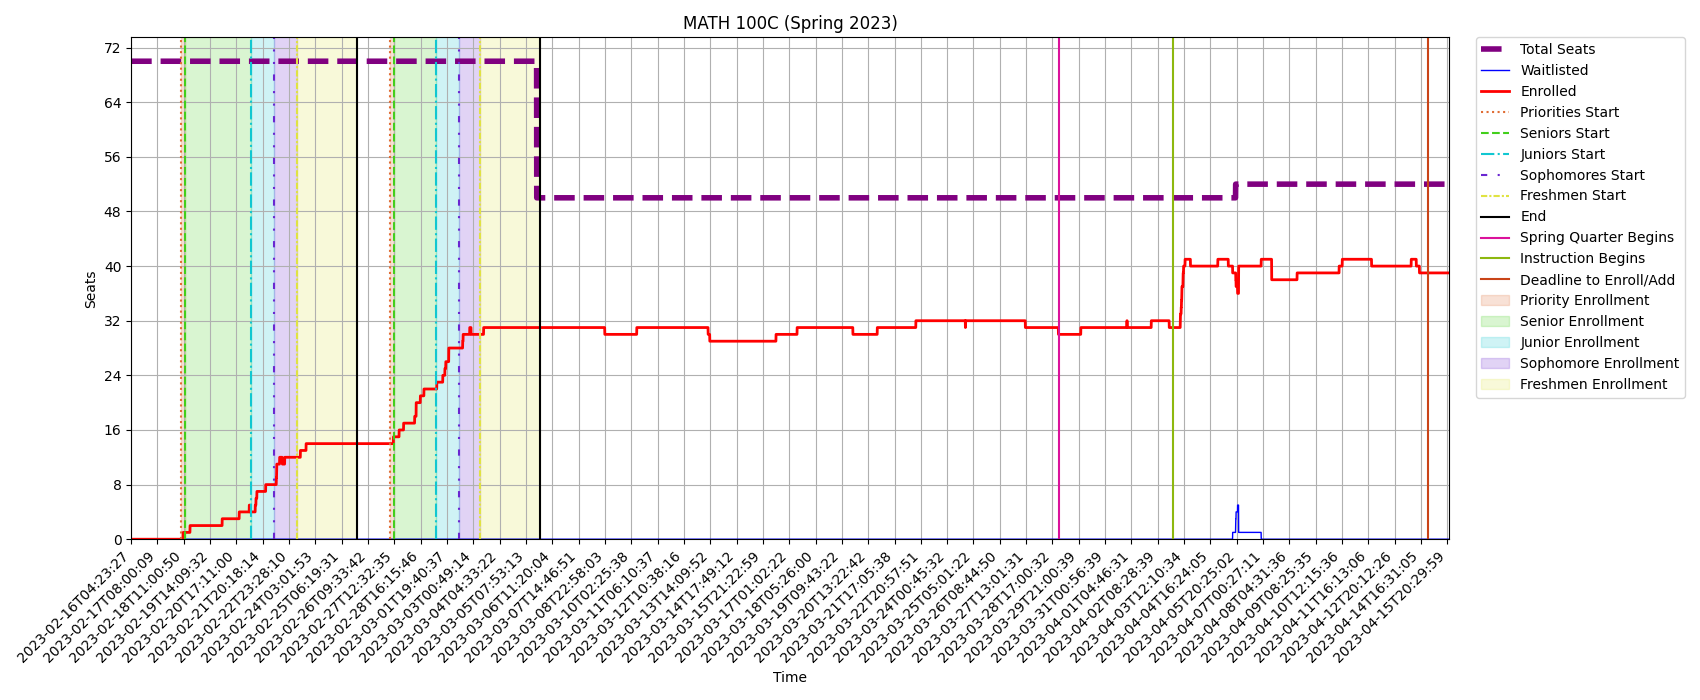 MATH 100C (Spring 2023)
72
64
56
48
40
32
24
16
8
0
Seats
2023-02-16T04:23:27
2023-02-17T08:00:09
2023-02-18T11:00:50
2023-02-19T14:09:32
2023-02-20T17:11:00
2023-02-21T20:18:14
2023-02-22T23:28:10
2023-02-24T03:01:53
2023-02-25T06:19:31
2023-02-26T09:33:42
2023-02-27T12:32:35
2023-02-28T16:15:46
2023-03-01T19:40:37
2023-03-03T00:49:14
2023-03-04T04:33:22
2023-03-05T07:53:13
2023-03-06T11:20:04
2023-03-07T14:46:51
2023-03-08T22:58:03
2023-03-10T02:25:38
2023-03-11T06:10:37
2023-03-12T10:38:16
2023-03-13T14:09:52
2023-03-14T17:49:12
2023-03-15T21:22:59
2023-03-17T01:02:22
2023-03-18T05:26:00
2023-03-19T09:43:22
2023-03-20T13:22:42
2023-03-21T17:05:38
2023-03-22T20:57:51
2023-03-24T00:45:32
2023-03-25T05:01:22
2023-03-26T08:44:50
2023-03-27T13:01:31
2023-03-28T17:00:32
2023-03-29T21:00:39
2023-03-31T00:56:39
2023-04-01T04:46:31
2023-04-02T08:28:39
2023-04-03T12:10:34
2023-04-04T16:24:05
2023-04-05T20:25:02
2023-04-07T00:27:11
2023-04-08T04:31:36
2023-04-09T08:25:35
2023-04-10T12:15:36
2023-04-11T16:13:06
2023-04-12T20:12:26
2023-04-14T16:31:05
2023-04-15T20:29:59
Time
Total Seats
Waitlisted
Enrolled
Priorities Start
Seniors Start
Juniors Start
Sophomores Start
Freshmen Start
End
Spring Quarter Begins
Instruction Begins
Deadline to Enroll/Add
Priority Enrollment
Senior Enrollment
Junior Enrollment
Sophomore Enrollment
Freshmen Enrollment